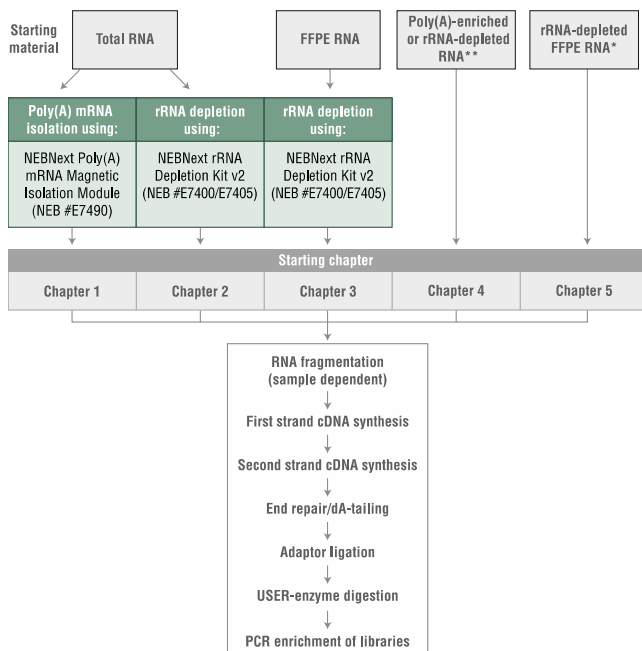 Starting
material
Total RNA
FFPE RNA
Poly(A)-enriched
or rRNA-depleted
RNA**
rRNA-depleted
FFPE RNA*
Poly(A) mRNA
isolation using:
rRNA depletion
using:
rRNA depletion
using:
NEBNext Poly(A)
mRNA Magnetic
Isolation Module
(NEB #E7490)
NEBNext rRNA
Depletion Kit v2
(NEB #E7400/E7405)
NEBNext rRNA
Depletion Kit v2
(NEB #E7400/E7405)
Starting chapter
Chapter 1
Chapter 2
Chapter 3
Chapter 4
Chapter 5
RNA fragmentation
(sample dependent)
First strand cDNA synthesis
Second strand cDNA synthesis
End repair/dA-tailing
Adaptor ligation
USER-enzyme digestion
PCR enrichment of libraries